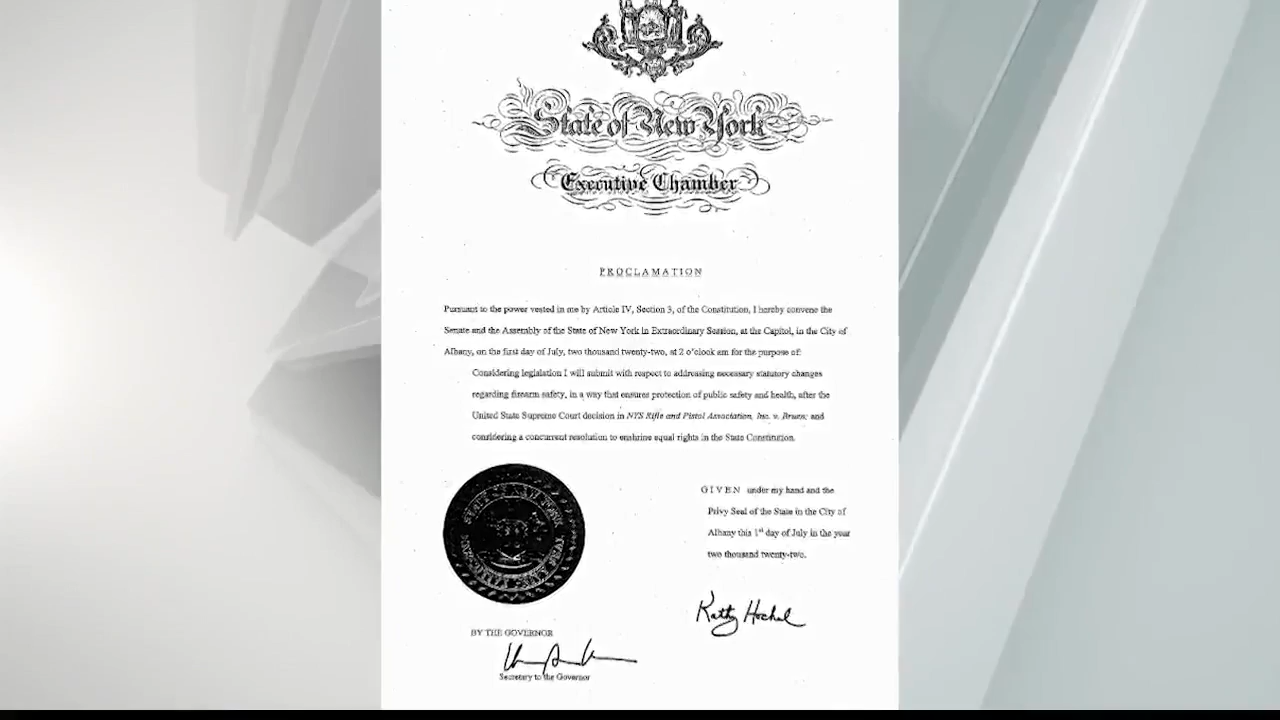 State of New York
Executive Chamber
PROCLAMATION
Pursuant to the power vested in me by Article IV, Section 3, of the Constitution, I hereby convene the
Senate and the Assembly of the State of New York in Extraordinary Session, at the Capitol, in the City of
Albany, on the first day of July, two thousand twenty-two, at 2 o'clock am for the purpose of:
Considering legislation I will submit with respect to addressing necessary statutory changes
regarding firearm safety, in a way that ensures protection of public safety and health, after the
United State Supreme Court decision in NYS Rifle and Pistol Association, Inc. v. Bruen; and
considering a concurrent resolution to enshrine equal rights in the State Constitution.
GIVEN under my hand and the
Privy Seal of the State in the City of
Albany this 1st day of July in the year
two thousand twenty-two.
Kathy Hochul
BY THE GOVERNOR
Secretary to the Governor